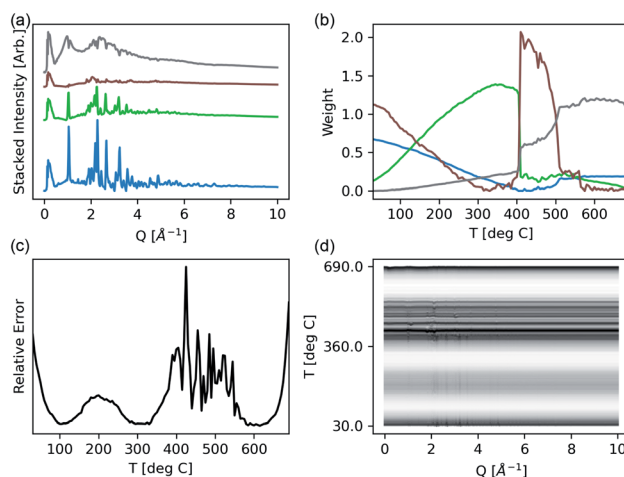 (a)
Stacked Intensity [Arb.]
0 2 4 6 8 10
Q [Å⁻¹]
(b)
Weight
2.0
1.5
1.0
0.5
0.0
100 200 300 400 500 600
T [deg C]
(c)
Relative Error
100 200 300 400 500 600
T [deg C]
(d)
T [deg C]
690.0
360.0
30.0
0 2 4 6 8 10
Q [Å⁻¹]